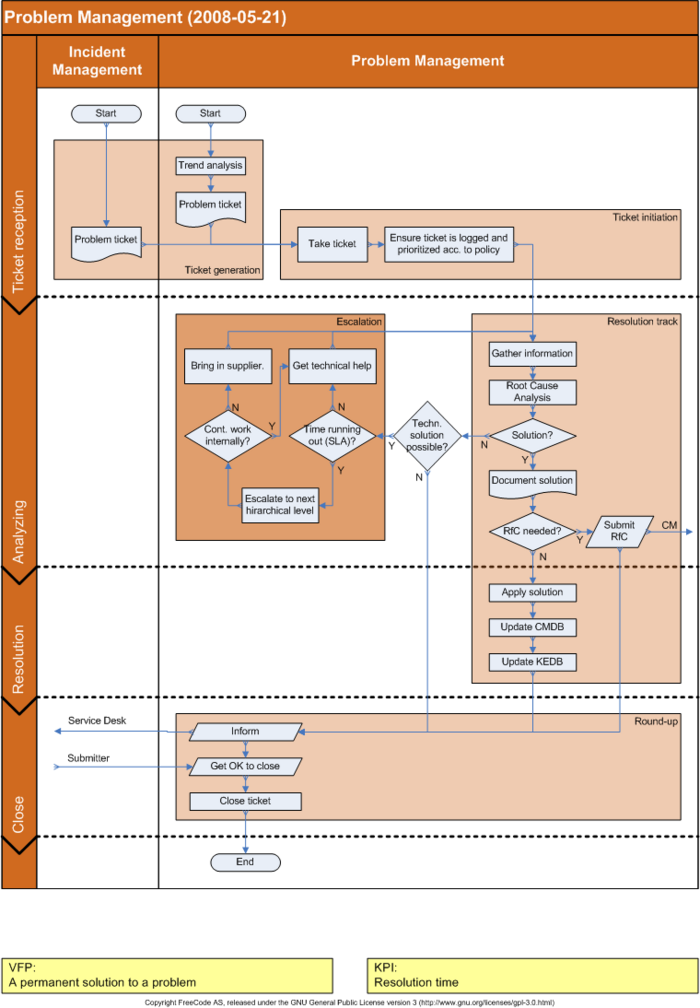 Problem Management (2008-05-21)
Incident
Management
Problem Management
Ticket reception
Start
Start
Trend analysis
Problem ticket
Problem ticket
Ticket generation
Ticket initiation
Take ticket
Ensure ticket is logged and
prioritized acc. to policy
Analyzing
Escalation
Bring in supplier.
Get technical help
N
N
Y
Cont. work
internally?
Time running
out (SLA)?
Y
Escalate to next
hirarchical level
Techn.
solution
possible?
Y
N
N
Resolution track
Gather information
Root Cause
Analysis
Solution?
Y
Document solution
RfC needed?
Y
Submit
RfC
CM
N
Resolution
Apply solution
Update CMDB
Update KEDB
Close
Round-up
Service Desk
Inform
Submitter
Get OK to close
Close ticket
End
VFP:
A permanent solution to a problem
KPI:
Resolution time
Copyright FreeCode AS, released under the GNU General Public License version 3 (http://www.gnu.org/licenses/gpl-3.0.html)